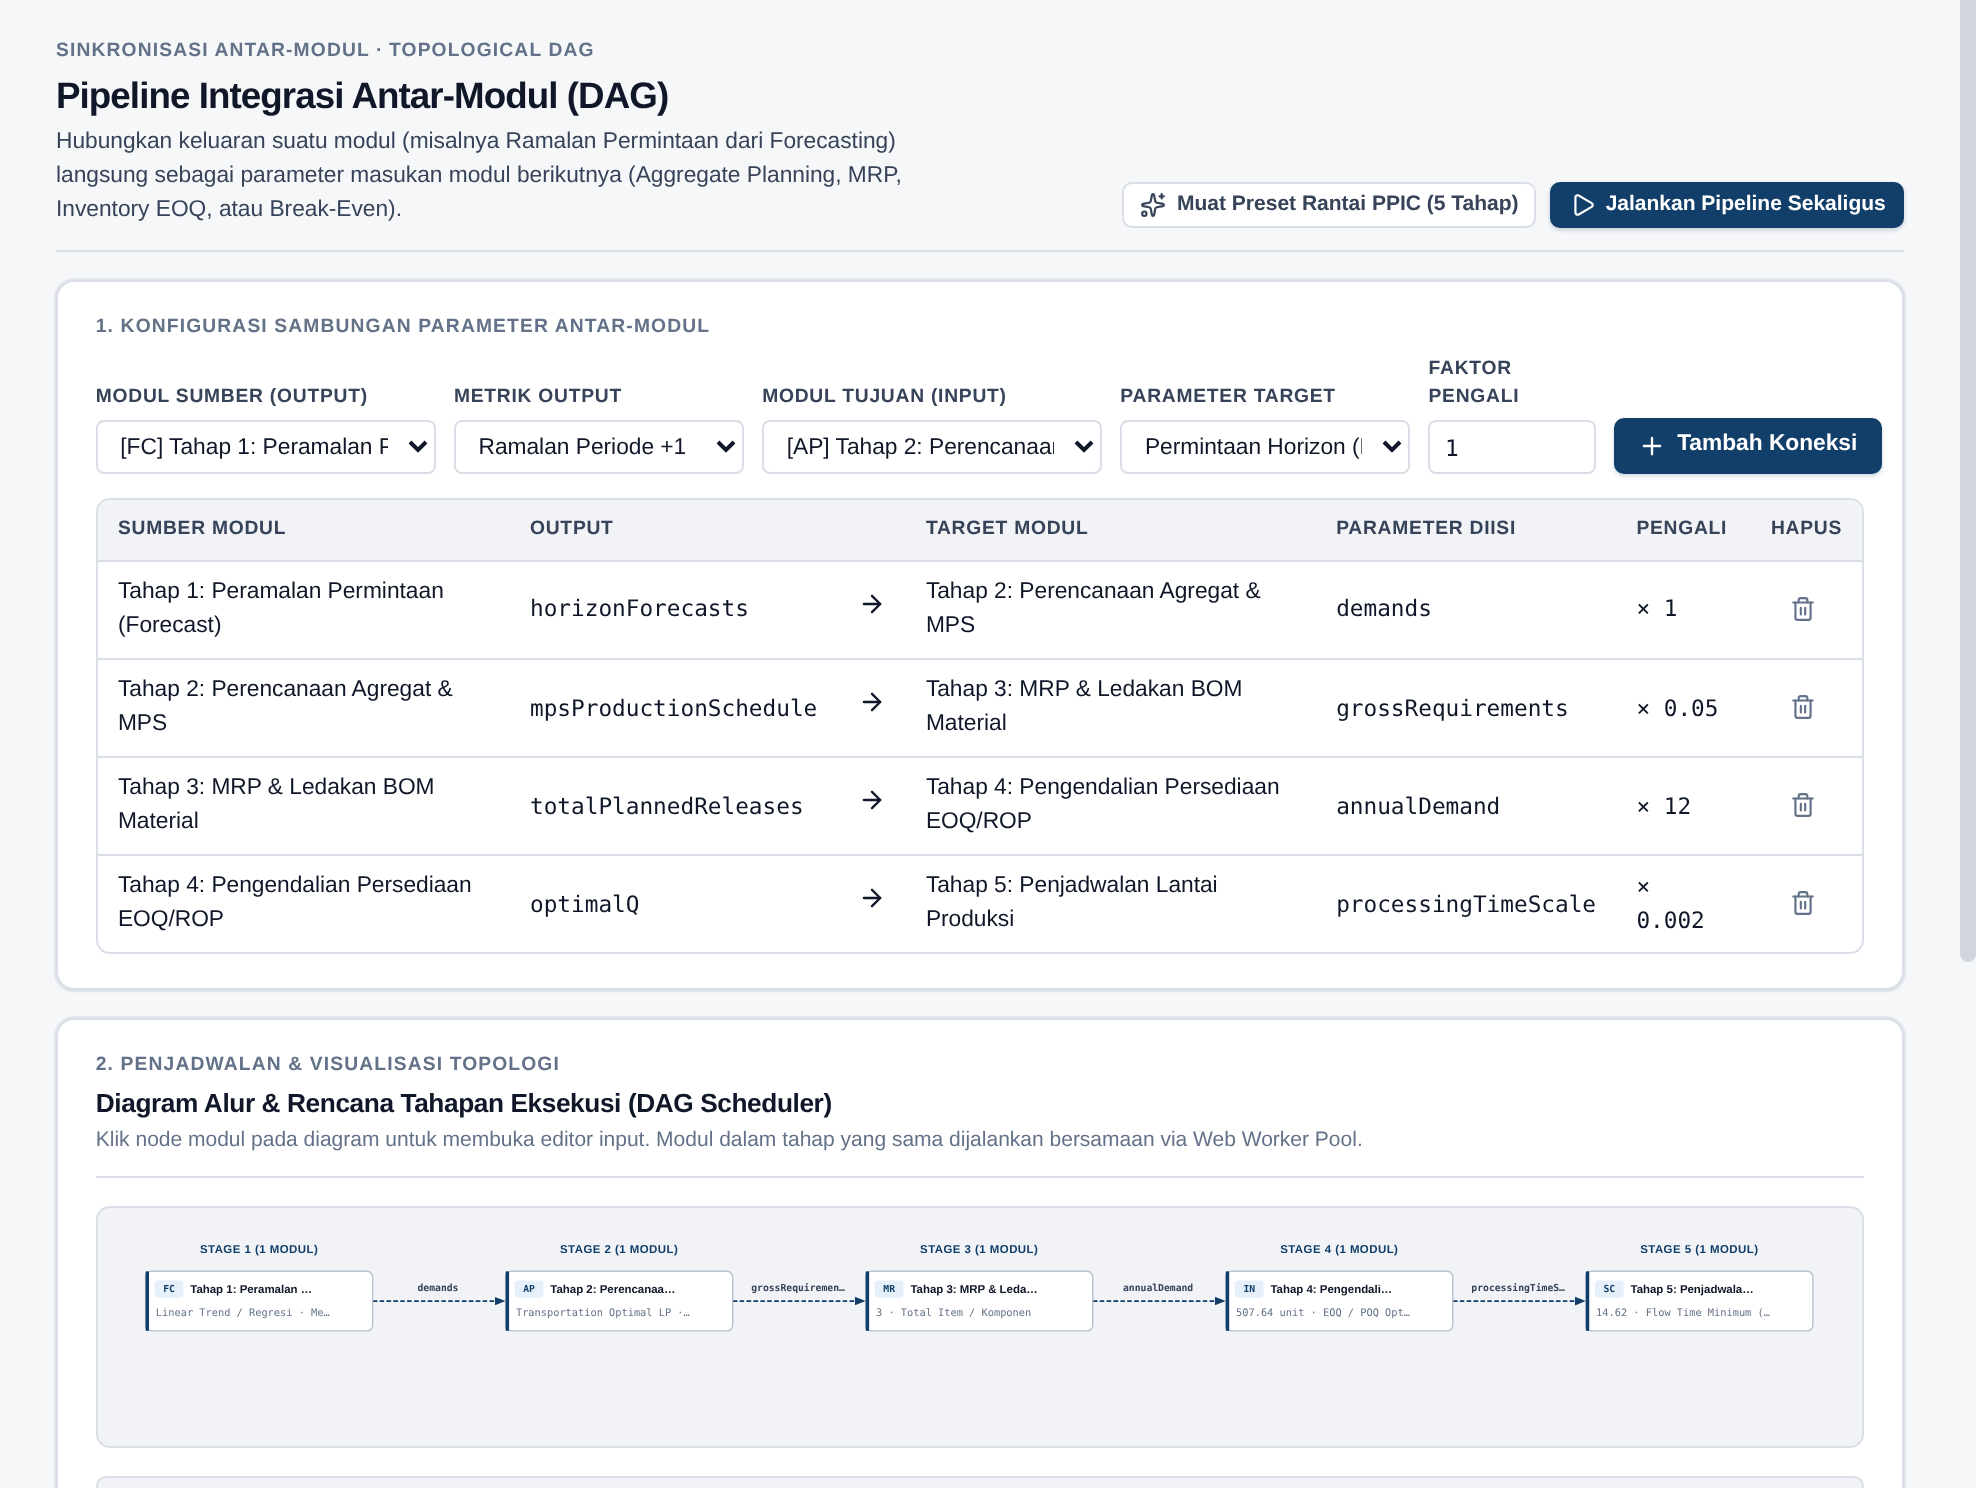 SINKRONISASI ANTAR-MODUL · TOPOLOGICAL DAG
Pipeline Integrasi Antar-Modul (DAG)
Hubungkan keluaran suatu modul (misalnya Ramalan Permintaan dari Forecasting)
langsung sebagai parameter masukan modul berikutnya (Aggregate Planning, MRP,
Inventory EOQ, atau Break-Even).
Muat Preset Rantai PPIC (5 Tahap)
Jalankan Pipeline Sekaligus
1. KONFIGURASI SAMBUNGAN PARAMETER ANTAR-MODUL
MODUL SUMBER (OUTPUT)
METRIK OUTPUT
MODUL TUJUAN (INPUT)
PARAMETER TARGET
FAKTOR
PENGALI
[FC] Tahap 1: Peramalan
Ramalan Periode +1
[AP] Tahap 2: Perencanaan
Permintaan Horizon (
1
Tambah Koneksi
SUMBER MODUL OUTPUT TARGET MODUL PARAMETER DIISI PENGALI HAPUS
Tahap 1: Peramalan Permintaan
(Forecast)
horizonForecasts
→
Tahap 2: Perencanaan Agregat &
MPS
demands
× 1
Tahap 2: Perencanaan Agregat &
MPS
mpsProductionSchedule
→
Tahap 3: MRP & Ledakan BOM
Material
grossRequirements
× 0.05
Tahap 3: MRP & Ledakan BOM
Material
totalPlannedReleases
→
Tahap 4: Pengendalian Persediaan
EOQ/ROP
annualDemand
× 12
Tahap 4: Pengendalian Persediaan
EOQ/ROP
optimalQ
→
Tahap 5: Penjadwalan Lantai
Produksi
processingTimeScale
×
0.002
2. PENJADWALAN & VISUALISASI TOPOLOGI
Diagram Alur & Rencana Tahapan Eksekusi (DAG Scheduler)
Klik node modul pada diagram untuk membuka editor input. Modul dalam tahap yang sama dijalankan bersamaan via Web Worker Pool.
STAGE 1 (1 MODUL)
FC Tahap 1: Peramalan …
Linear Trend / Regresi · Me…
demands
STAGE 2 (1 MODUL)
AP Tahap 2: Perencanaa…
Transportation Optimal LP ·…
grossRequiremen…
STAGE 3 (1 MODUL)
MR Tahap 3: MRP & Leda…
3 · Total Item / Komponen
annualDemand
STAGE 4 (1 MODUL)
IN Tahap 4: Pengendali…
507.64 unit · EOQ / POQ Opt…
processingTimeS…
STAGE 5 (1 MODUL)
SC Tahap 5: Penjadwala…
14.62 · Flow Time Minimum (…